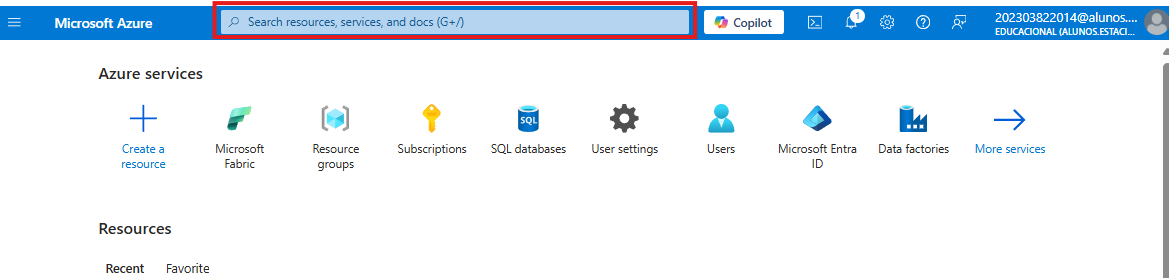 Microsoft Azure
Search resources, services, and docs (G+/)
Copilot
1
202303822014@alunos....
EDUCACIONAL (ALUNOS.ESTACI...
Azure services
Create a
resource
Microsoft
Fabric
Resource
groups
Subscriptions
SQL
SQL databases
User settings
Users
Microsoft Entra
ID
Data factories
More services
Resources
Recent
Favorite